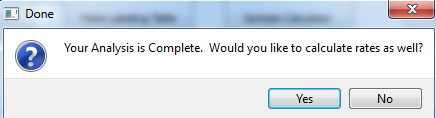 Done
Your Analysis is Complete.  Would you like to calculate rates as well?
Yes
No